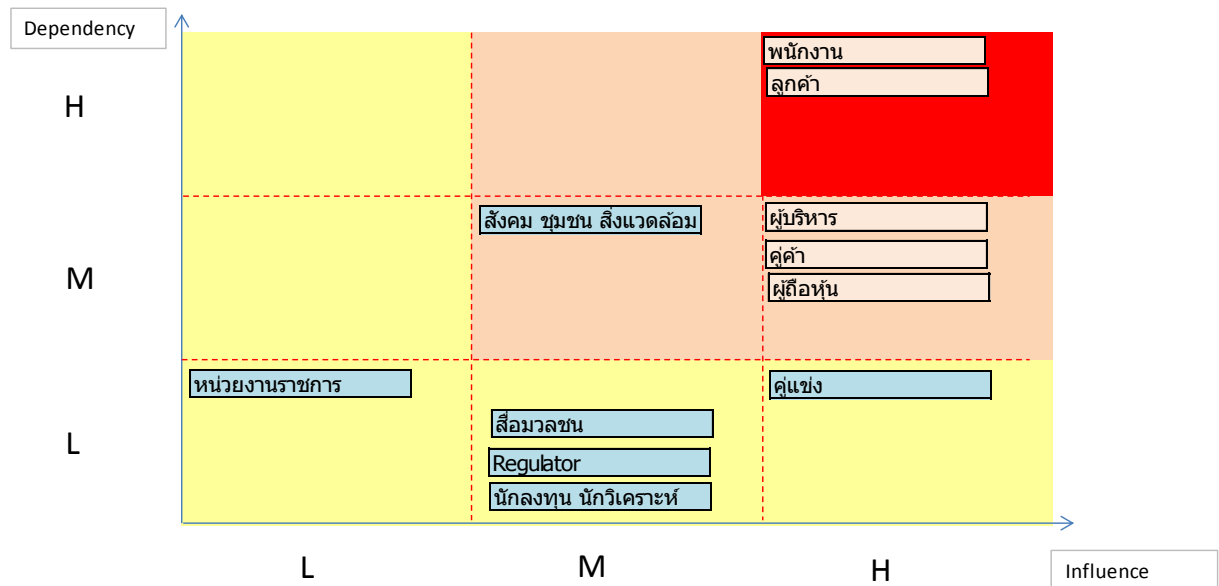 Dependency
H
พนักงาน
ลูกค้า
M
สังคม ชุมชน สิ่งแวดล้อม
ผู้บริหาร
คู่ค้า
ผู้ถือหุ้น
L
หน่วยงานราชการ
คู่แข่ง
สื่อมวลชน
Regulator
นักลงทุน นักวิเคราะห์
L
M
H
Influence